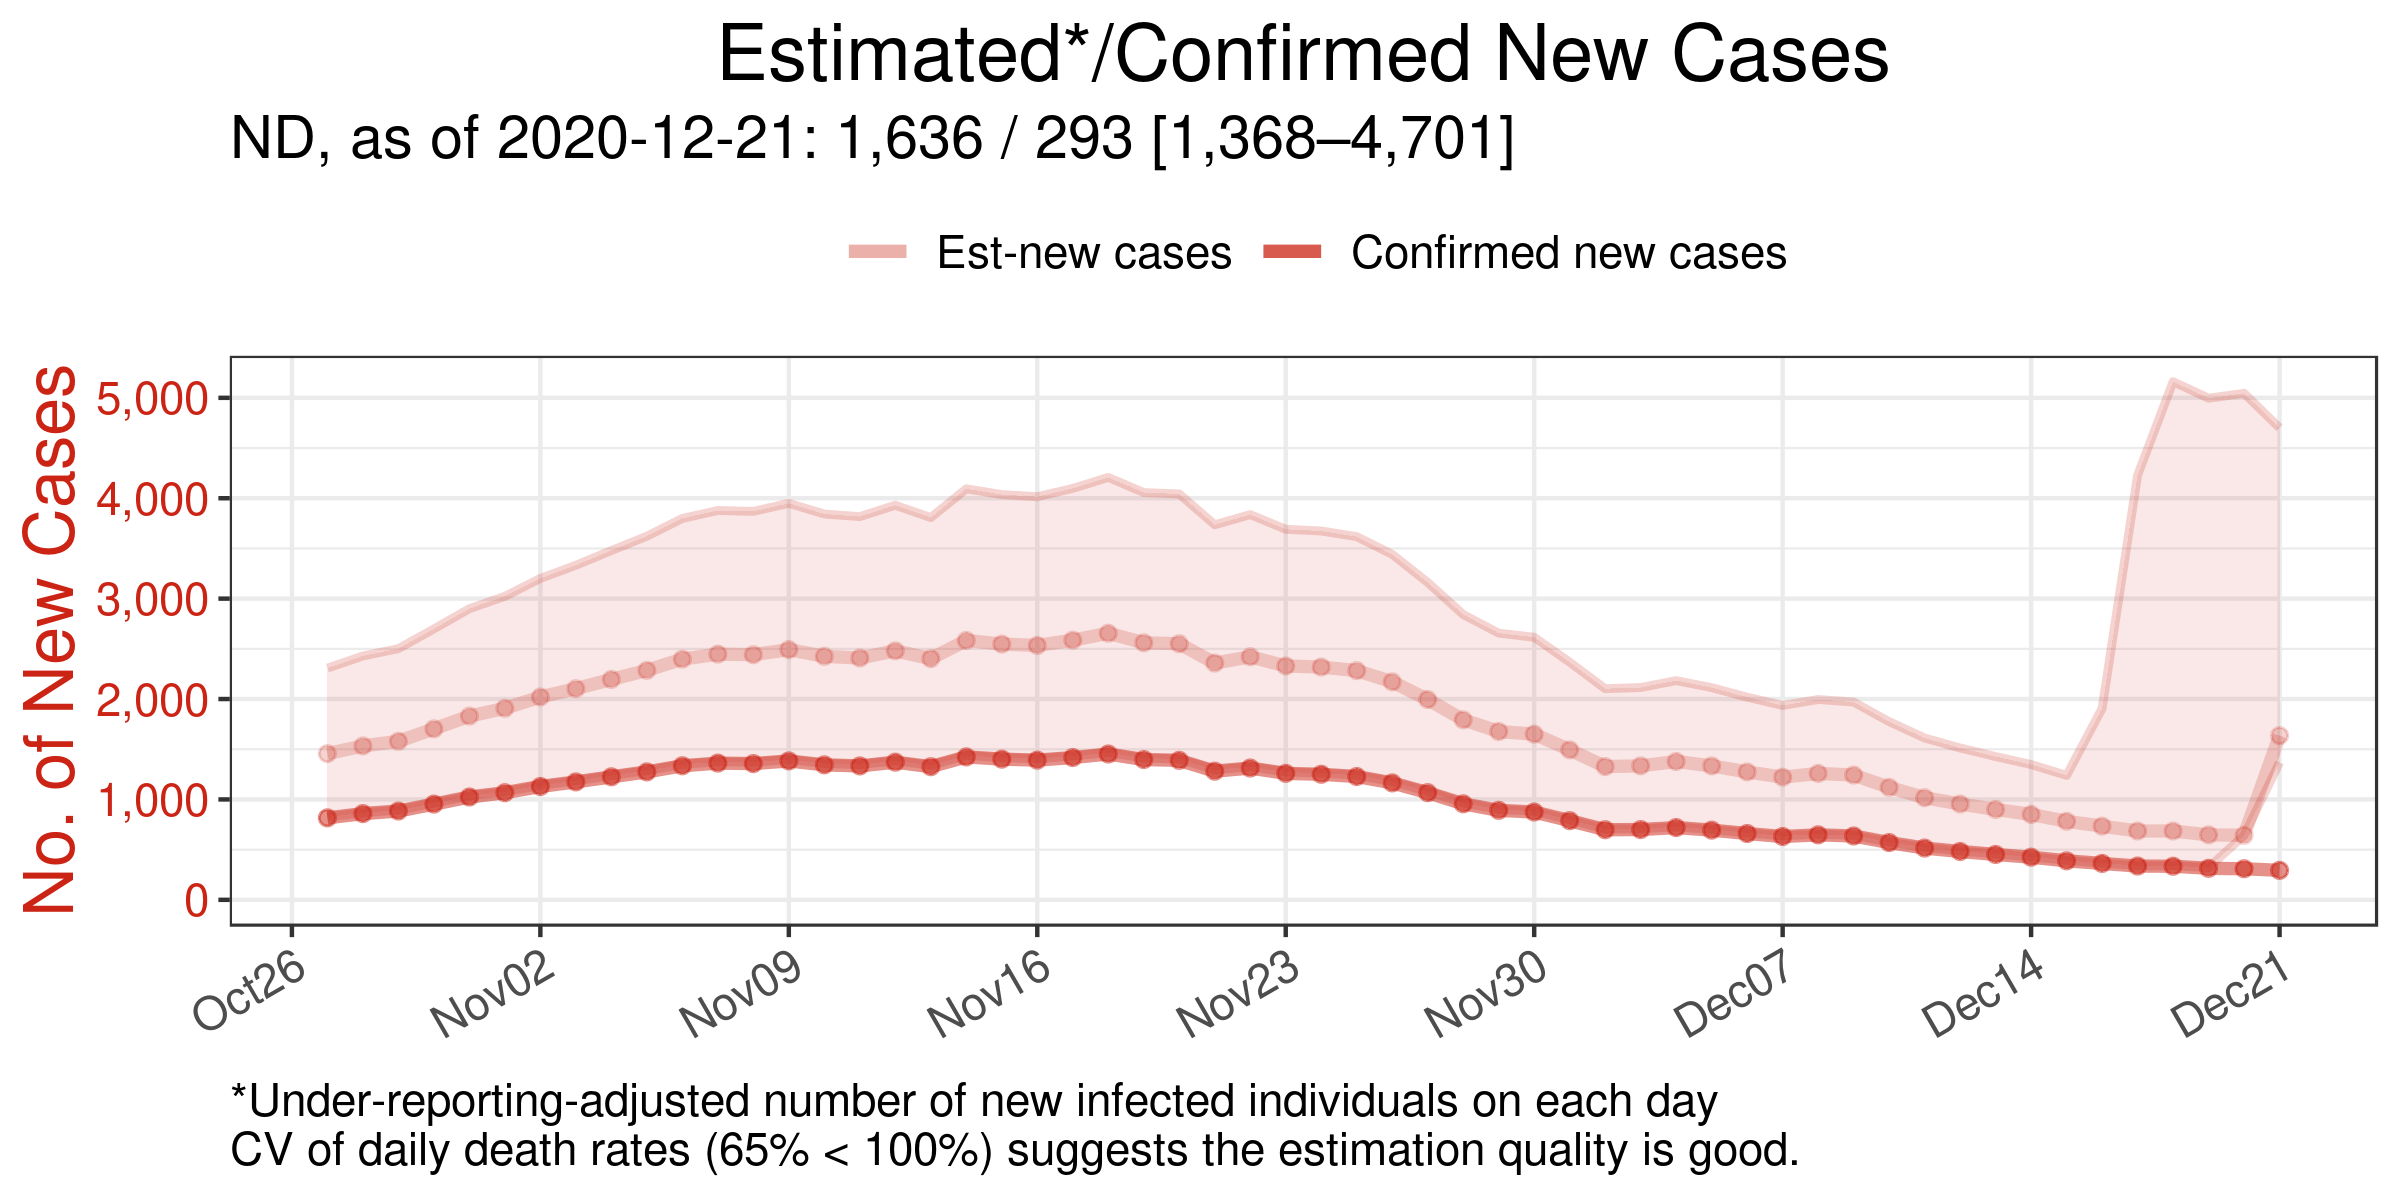 Estimated*/Confirmed New Cases
ND, as of 2020-12-21: 1,636 / 293 [1,368–4,701]
Est-new cases Confirmed new cases
No. of New Cases
5,000
4,000
3,000
2,000
1,000
0
Oct26 Nov02 Nov09 Nov16 Nov23 Nov30 Dec07 Dec14 Dec21
*Under-reporting-adjusted number of new infected individuals on each day
CV of daily death rates (65% < 100%) suggests the estimation quality is good.